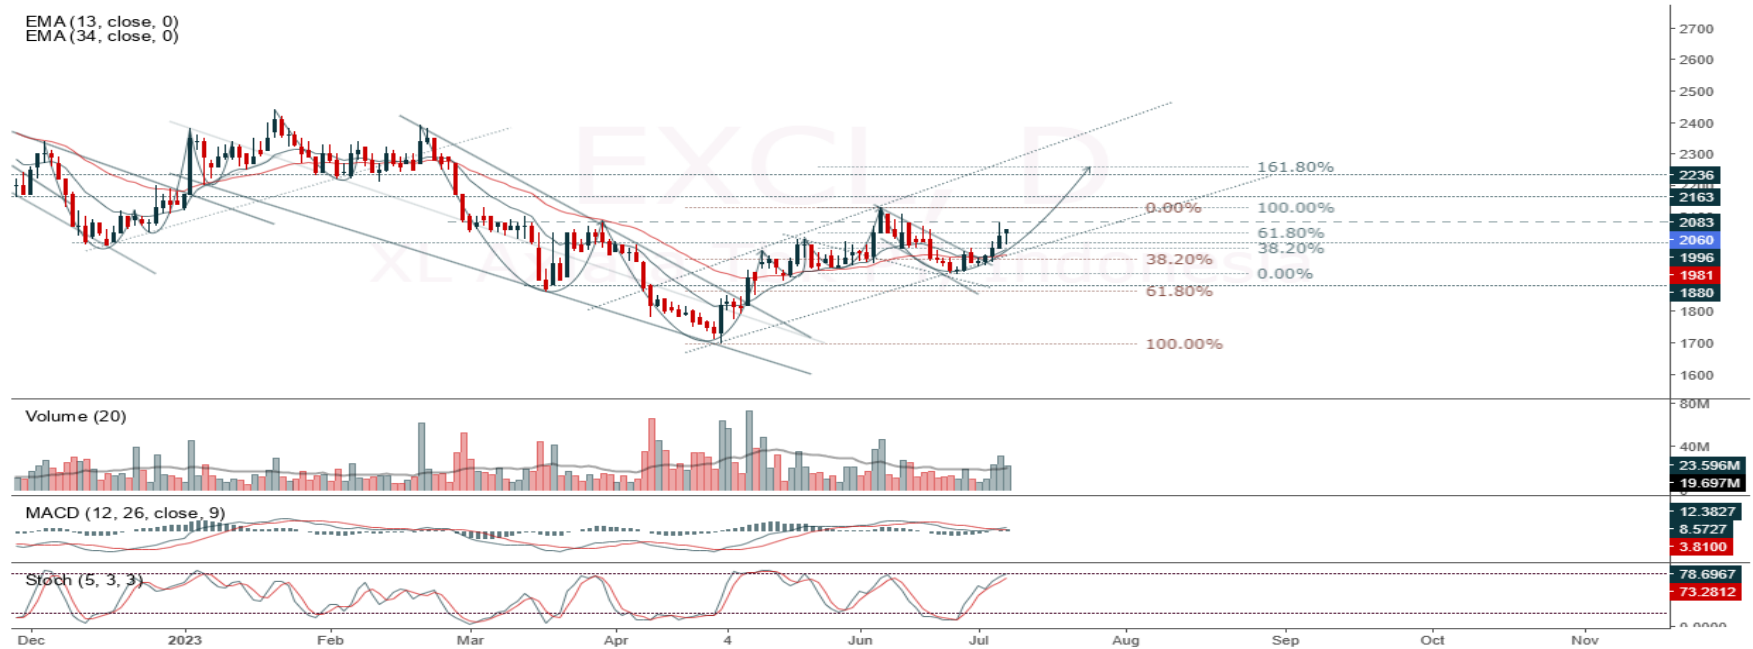 EMA (13, close, 0)
EMA (34, close, 0)
EXCL, D
2700
2600
2500
2400
2300
161.80%
2236
2163
0.00%
100.00%
2083
61.80%
2060
38.20%
1996
38.20%
0.00%
1981
61.80%
1880
1800
100.00%
1700
1600
Volume (20)
80M
40M
23.596M
19.697M
MACD (12, 26, close, 9)
12.3827
8.5727
3.8100
Stoch (5, 3, 3)
78.6967
73.2812
0.0000
Dec 2023 Feb Mar Apr 4 Jun Jul Aug Sep Oct Nov